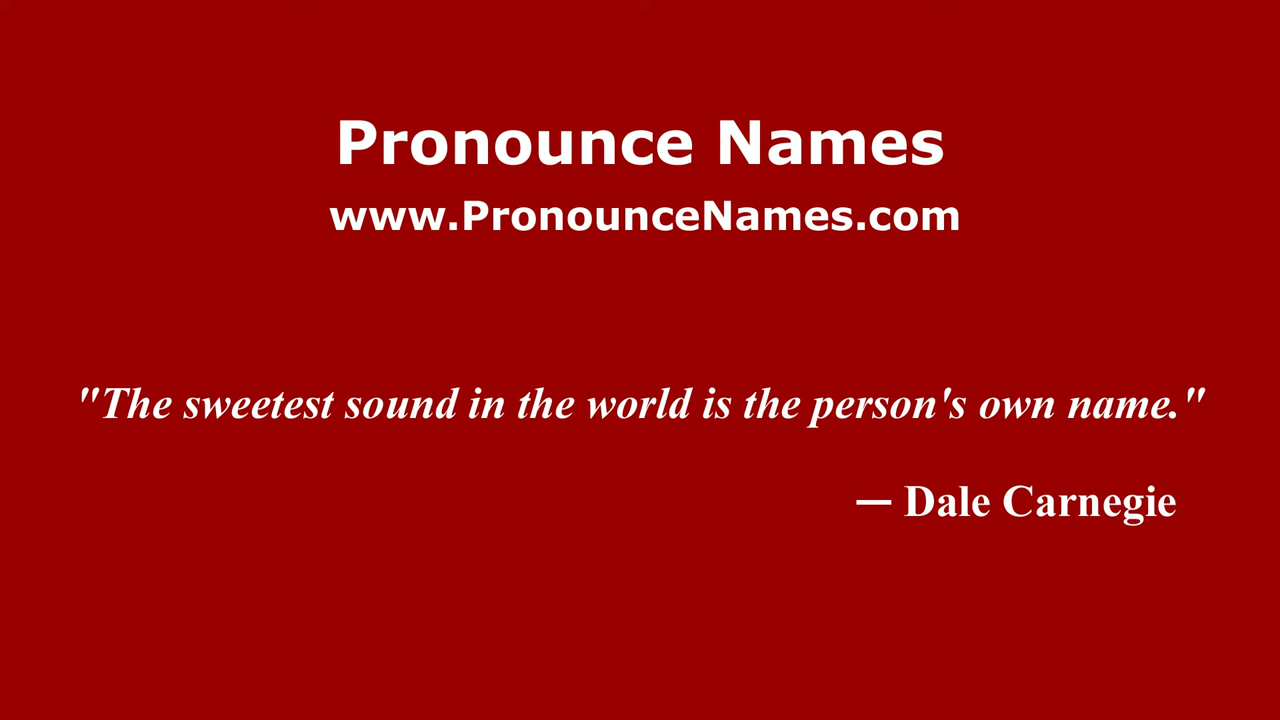 Pronounce Names
www.PronounceNames.com
"The sweetest sound in the world is the person's own name."
— Dale Carnegie